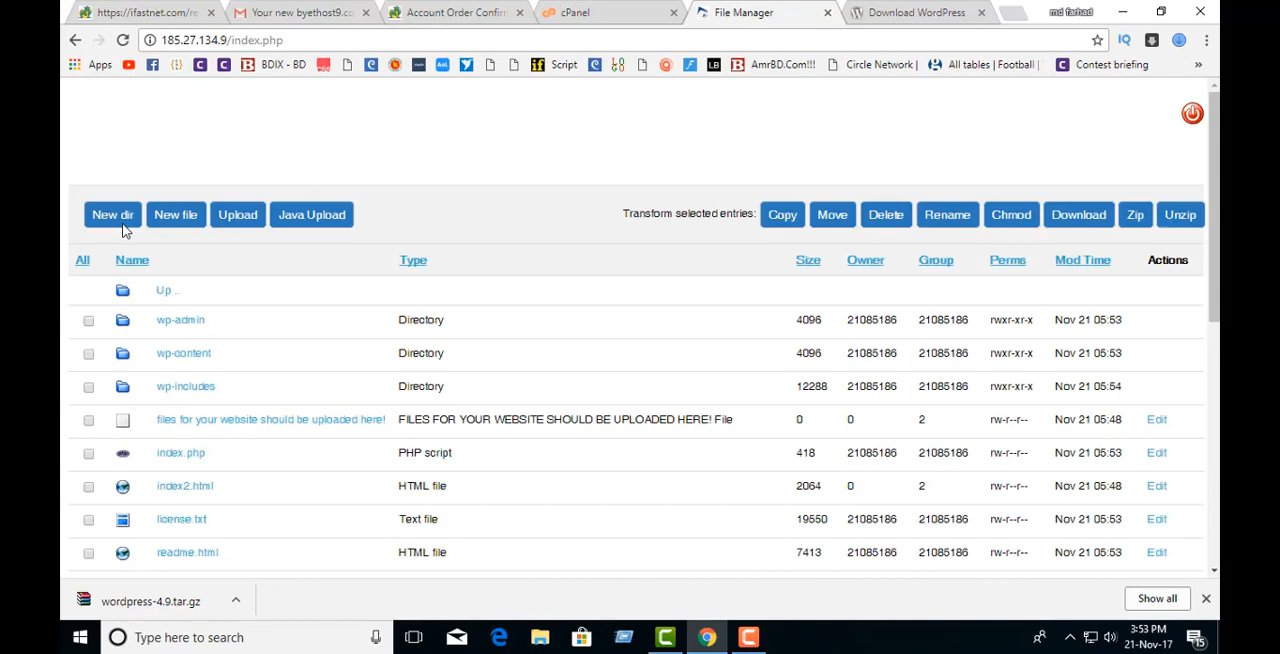 https://ifastnet.com/re
Your new byethost9.co
Account Order Confirm
cPanel
File Manager
Download WordPress
md farhad
185.27.134.9/index.php
Apps
BDIX - BD
Script
AmrBD.Com!!!
Circle Network |
All tables | Football |
Contest briefing
»
New dir
New file
Upload
Java Upload
Transform selected entries:
Copy
Move
Delete
Rename
Chmod
Download
Zip
Unzip
All Name Type Size Owner Group Perms Mod Time Actions
Up ..
wp-admin Directory 4096 21085186 21085186 rwxr-xr-x Nov 21 05:53
wp-content Directory 4096 21085186 21085186 rwxr-xr-x Nov 21 05:53
wp-includes Directory 12288 21085186 21085186 rwxr-xr-x Nov 21 05:54
files for your website should be uploaded here! FILES FOR YOUR WEBSITE SHOULD BE UPLOADED HERE! File 0 0 2 rw-r--r-- Nov 21 05:48 Edit
index.php PHP script 418 21085186 21085186 rw-r--r-- Nov 21 05:53 Edit
index2.html HTML file 2064 0 2 rw-r--r-- Nov 21 05:48 Edit
license.txt Text file 19550 21085186 21085186 rw-r--r-- Nov 21 05:53 Edit
readme.html HTML file 7413 21085186 21085186 rw-r--r-- Nov 21 05:53 Edit
wordpress-4.9.tar.gz
Show all
Type here to search
3:53 PM
21-Nov-17
15